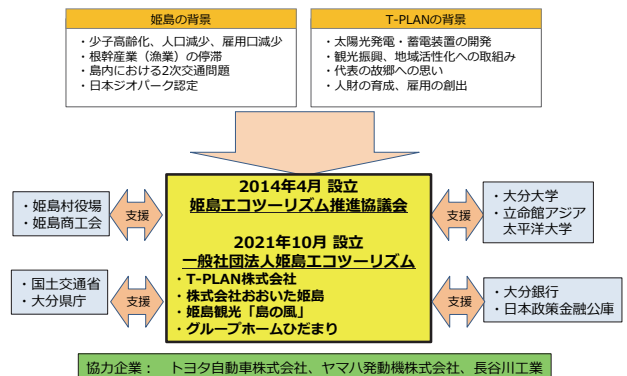 姫島の背景
・少子高齢化、人口減少、雇用口減少
・根幹産業（漁業）の停滞
・島内における2次交通問題
・日本ジオパーク認定
T-PLANの背景
・太陽光発電・蓄電装置の開発
・観光振興、地域活性化への取組み
・代表の故郷への思い
・人財の育成、雇用の創出
・姫島村役場
・姫島商工会
支援
・国土交通省
・大分県庁
支援
2014年4月 設立
姫島エコツーリズム推進協議会
2021年10月 設立
一般社団法人姫島エコツーリズム
・T-PLAN株式会社
・株式会社おおいた姫島
・姫島観光「島の風」
・グループホームひだまり
支援
・大分大学
・立命館アジア
太平洋大学
支援
・大分銀行
・日本政策金融公庫
協力企業： トヨタ自動車株式会社、ヤマハ発動機株式会社、長谷川工業